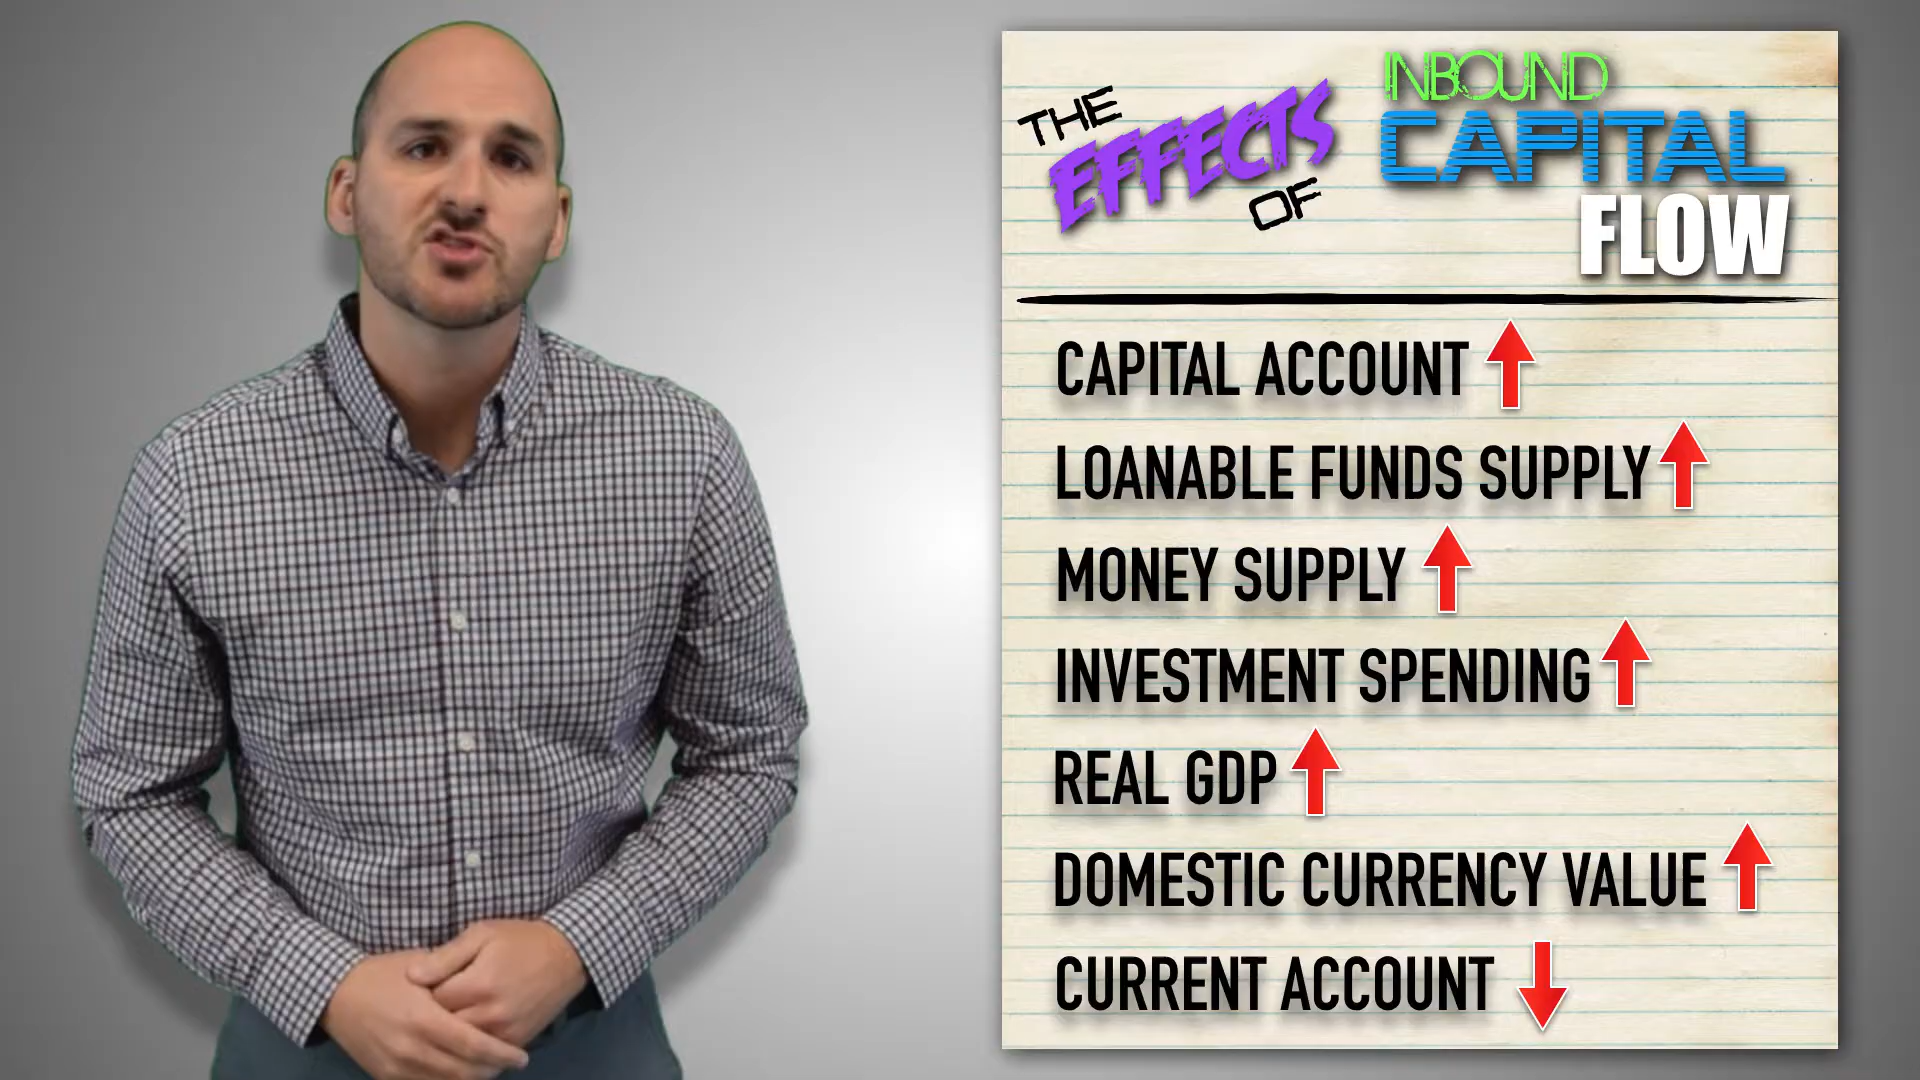 THE EFFECTS OF
INBOUND
CAPITAL
FLOW
CAPITAL ACCOUNT
LOANABLE FUNDS SUPPLY
MONEY SUPPLY
INVESTMENT SPENDING
REAL GDP
DOMESTIC CURRENCY VALUE
CURRENT ACCOUNT